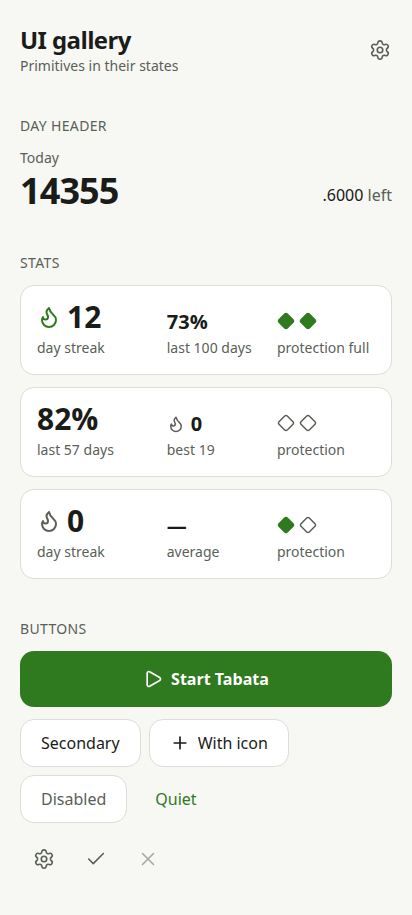 UI gallery
Primitives in their states
DAY HEADER
Today
14355
.6000 left
STATS
12
73%
day streak
last 100 days
protection full
82%
0
last 57 days
best 19
protection
0
—
day streak
average
protection
BUTTONS
Start Tabata
Secondary
With icon
Disabled
Quiet